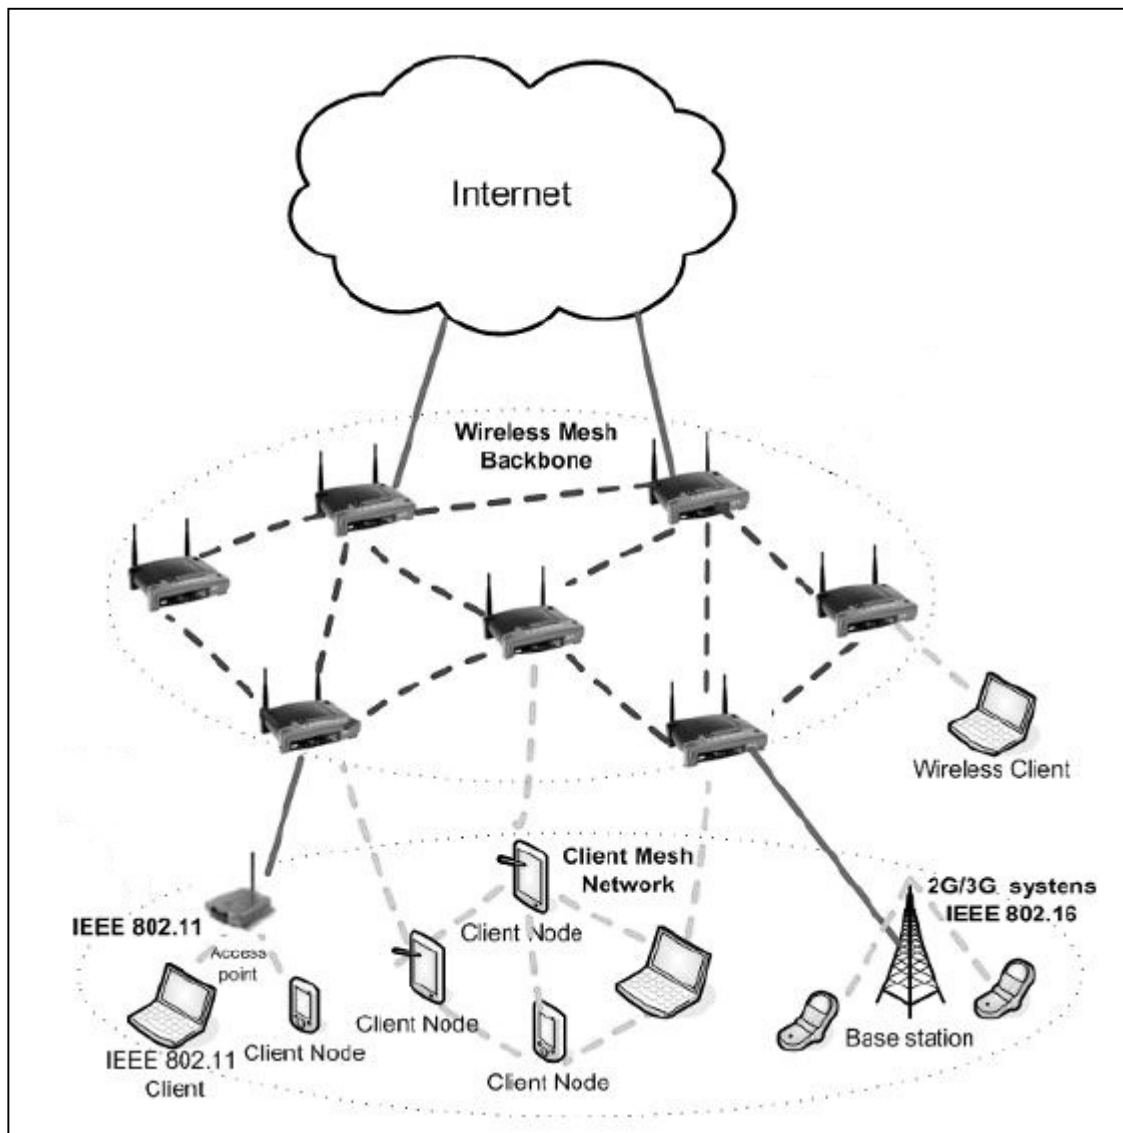 Internet
Wireless Mesh
Backbone
Wireless Client
Client Mesh
Network
2G/3G systens
IEEE 802.16
IEEE 802.11
Access
point
Client Node
Client Node
Client Node
Client Node
Base station
IEEE 802.11
Client